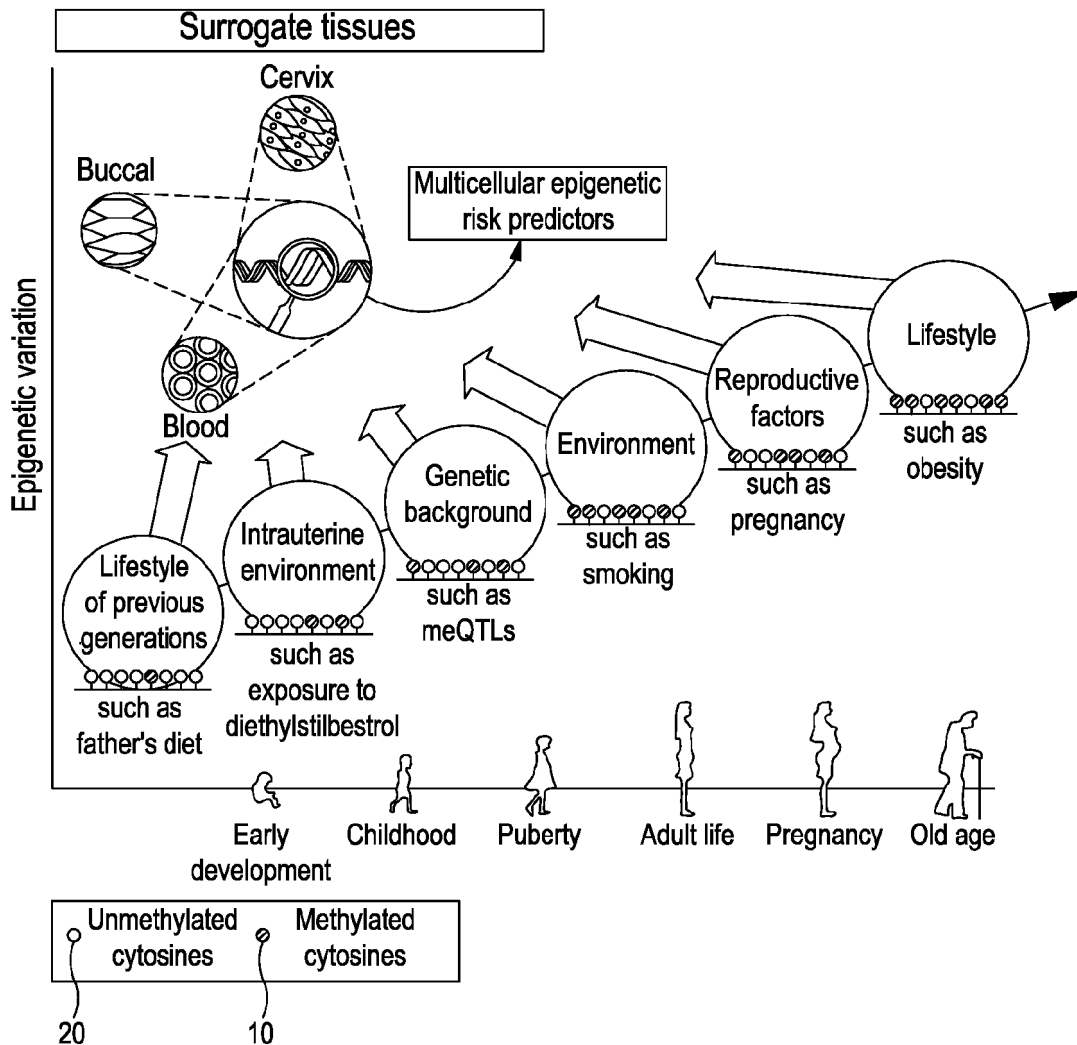 Surrogate tissues
Cervix
Buccal
Blood
Multicellular epigenetic
risk predictors
Epigenetic variation
Lifestyle
of previous
generations
such as
father's diet
Intrauterine
environment
such as
exposure to
diethylstilbestrol
Genetic
background
such as
meQTLs
Environment
such as
smoking
Reproductive
factors
such as
pregnancy
Lifestyle
such as
obesity
Early
development
Childhood
Puberty
Adult life
Pregnancy
Old age
Unmethylated
cytosines
Methylated
cytosines
20
10